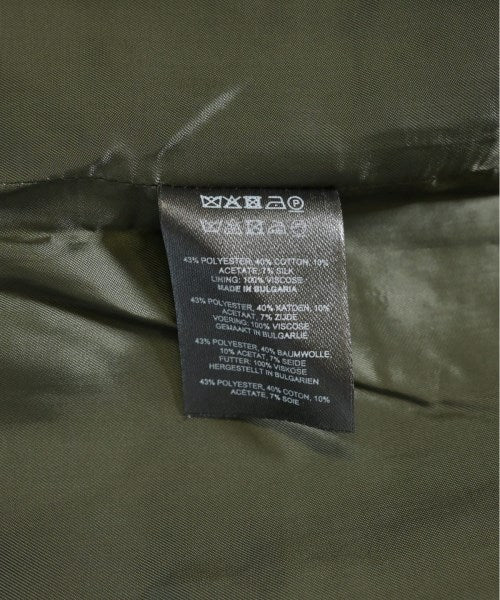 43% POLYESTER, 40% COTTON, 10%
ACETATE, 7% SILK
LINING: 100% VISCOSE
MADE IN BULGARIA
43% POLYESTER, 40% KATOEN, 10%
ACETAAT, 7% ZIJDE
VOERING: 100% VISCOSE
GEMAAKT IN BULGARIJE
43% POLYESTER, 40% BAUMWOLLE,
10% ACETAT, 7% SEIDE
FUTTER: 100% VISKOSE
HERGESTELLT IN BULGARIEN
43% POLYESTER, 40% COTON, 10%
ACÉTATE, 7% SOIE